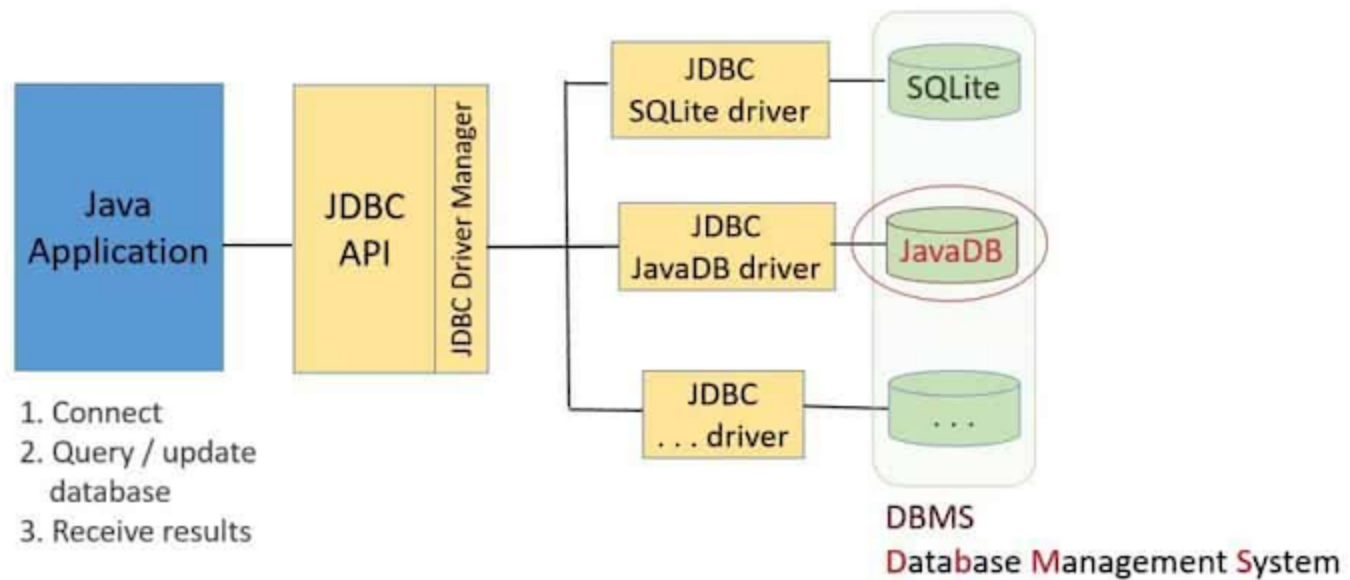 Java
Application
JDBC
API
JDBC Driver Manager
JDBC
SQLite driver
SQLite
JDBC
JavaDB driver
JavaDB
JDBC
. . . driver
. . .
1. Connect
2. Query / update
database
3. Receive results
DBMS
Database Management System